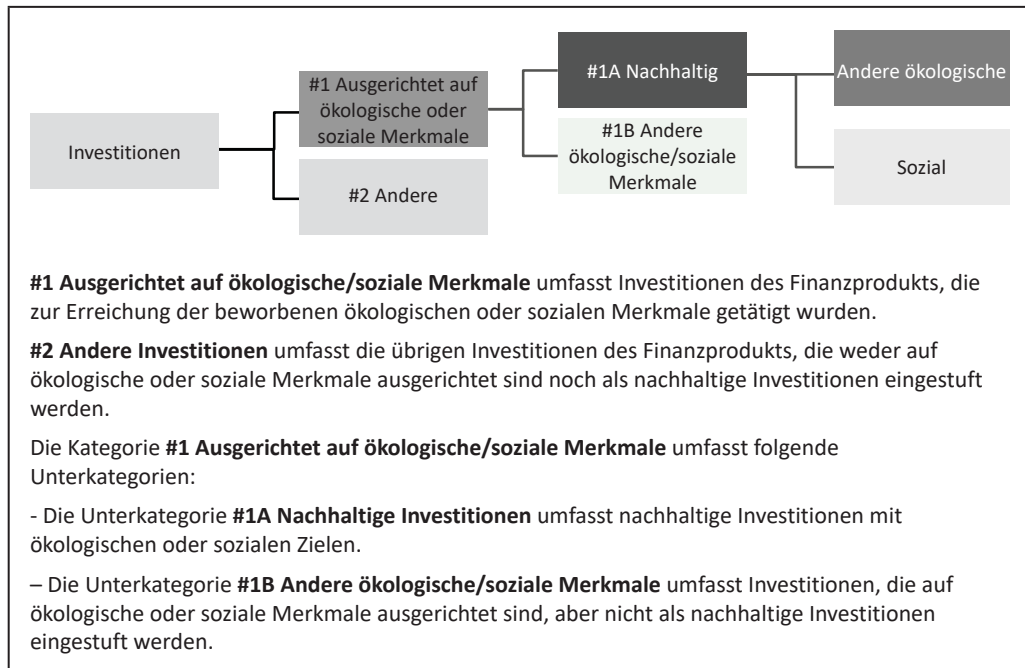 Investitionen
#1 Ausgerichtet auf
ökologische oder
soziale Merkmale
#2 Andere
#1A Nachhaltig
#1B Andere
ökologische/soziale
Merkmale
Andere ökologische
Sozial
#1 Ausgerichtet auf ökologische/soziale Merkmale umfasst Investitionen des Finanzprodukts, die
zur Erreichung der beworbenen ökologischen oder sozialen Merkmale getätigt wurden.
#2 Andere Investitionen umfasst die übrigen Investitionen des Finanzprodukts, die weder auf
ökologische oder soziale Merkmale ausgerichtet sind noch als nachhaltige Investitionen eingestuft
werden.
Die Kategorie #1 Ausgerichtet auf ökologische/soziale Merkmale umfasst folgende
Unterkategorien:
- Die Unterkategorie #1A Nachhaltige Investitionen umfasst nachhaltige Investitionen mit
ökologischen oder sozialen Zielen.
– Die Unterkategorie #1B Andere ökologische/soziale Merkmale umfasst Investitionen, die auf
ökologische oder soziale Merkmale ausgerichtet sind, aber nicht als nachhaltige Investitionen
eingestuft werden.